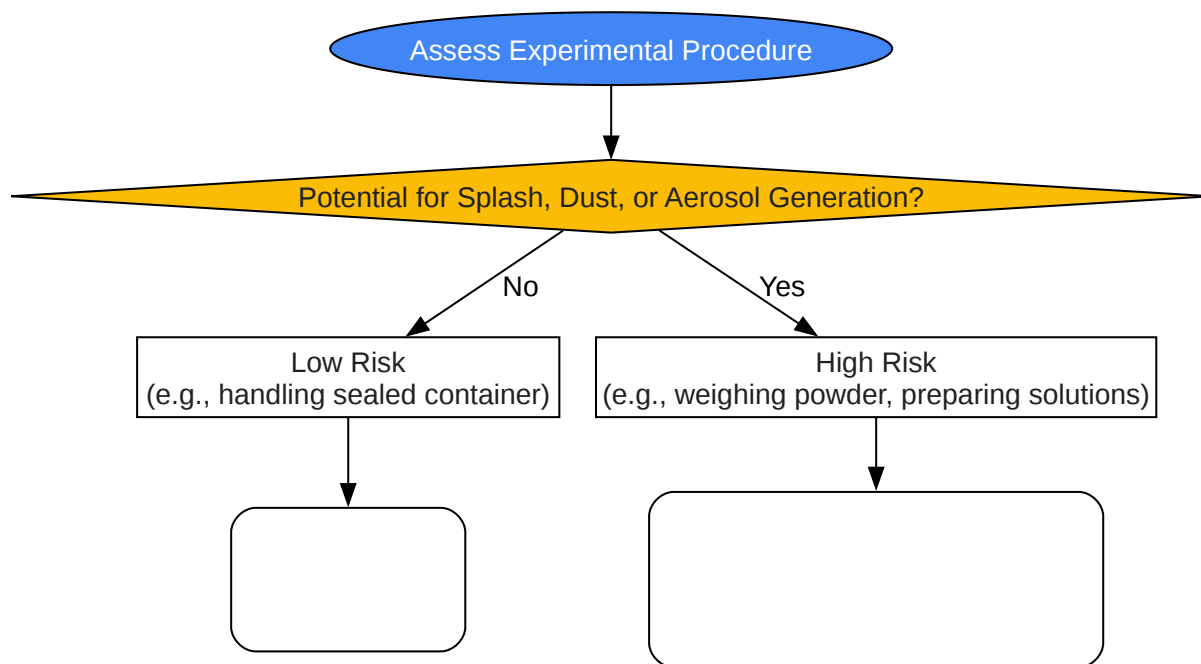 Assess Experimental Procedure
Potential for Splash, Dust, or Aerosol Generation?
No
Yes
Low Risk
(e.g., handling sealed container)
High Risk
(e.g., weighing powder, preparing solutions)